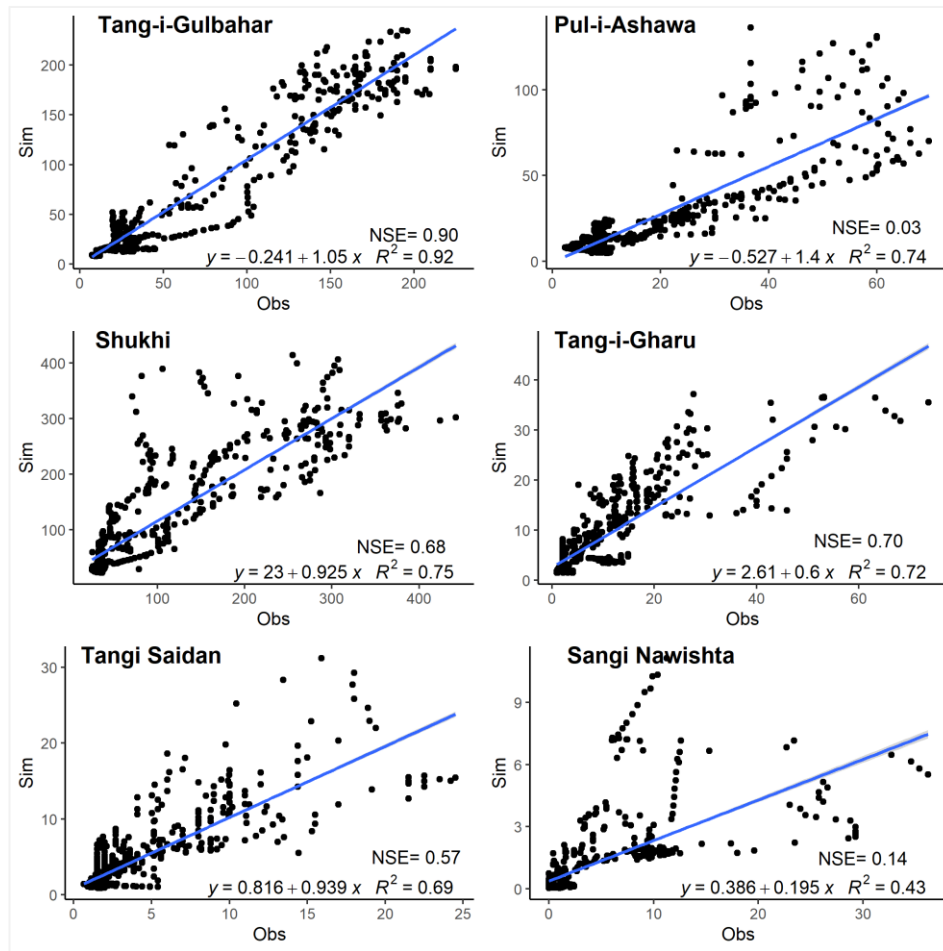 Tang-i-Gulbahar
Sim
200
150
100
50
0
NSE= 0.90
y = −0.241 + 1.05 x R² = 0.92
0 50 100 150 200
Obs
Pul-i-Ashawa
Sim
100
50
0
NSE= 0.03
y = −0.527 + 1.4 x R² = 0.74
0 20 40 60
Obs
Shukhi
Sim
400
300
200
100
NSE= 0.68
y = 23 + 0.925 x R² = 0.75
100 200 300 400
Obs
Tang-i-Gharu
Sim
40
30
20
10
0
NSE= 0.70
y = 2.61 + 0.6 x R² = 0.72
0 20 40 60
Obs
Tangi Saidan
Sim
30
20
10
0
NSE= 0.57
y = 0.816 + 0.939 x R² = 0.69
0 5 10 15 20 25
Obs
Sangi Nawishta
Sim
9
6
3
0
NSE= 0.14
y = 0.386 + 0.195 x R² = 0.43
0 10 20 30
Obs